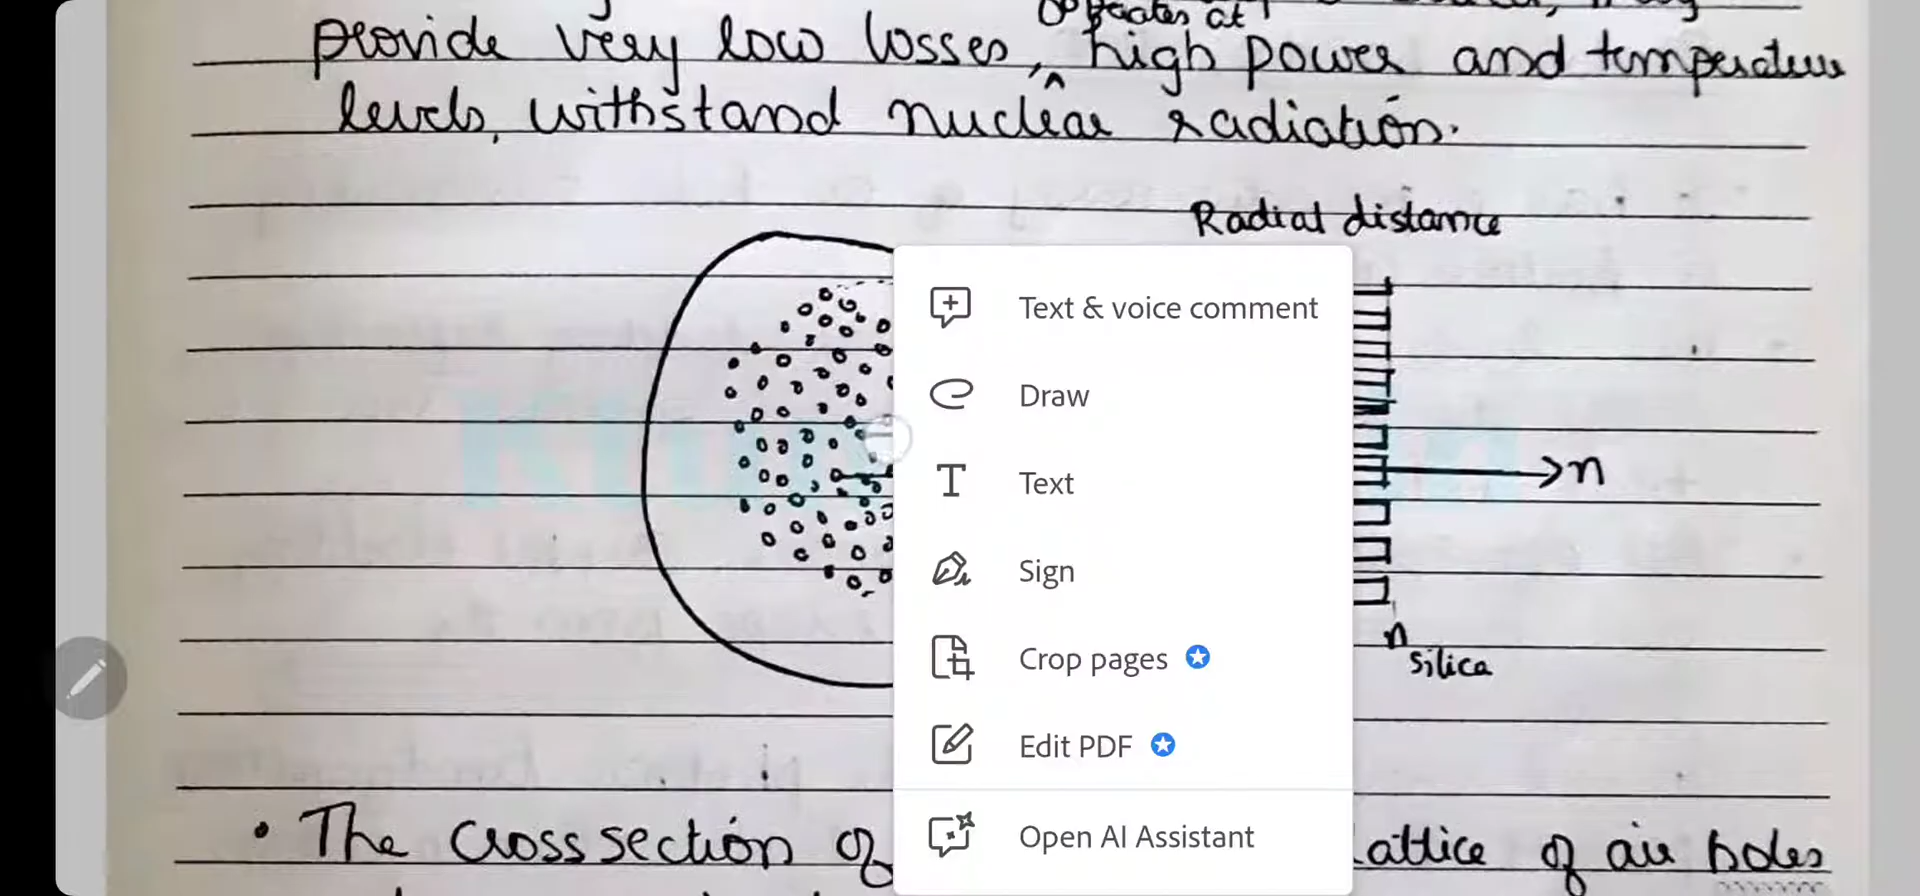 operates at
provide very low losses, high power and temperature
levels, withstand nuclear radiation.
Radial distance
Text & voice comment
Draw
Text
Sign
Crop pages
Edit PDF
Open AI Assistant
n
n silica
• The cross section of lattice of air holes